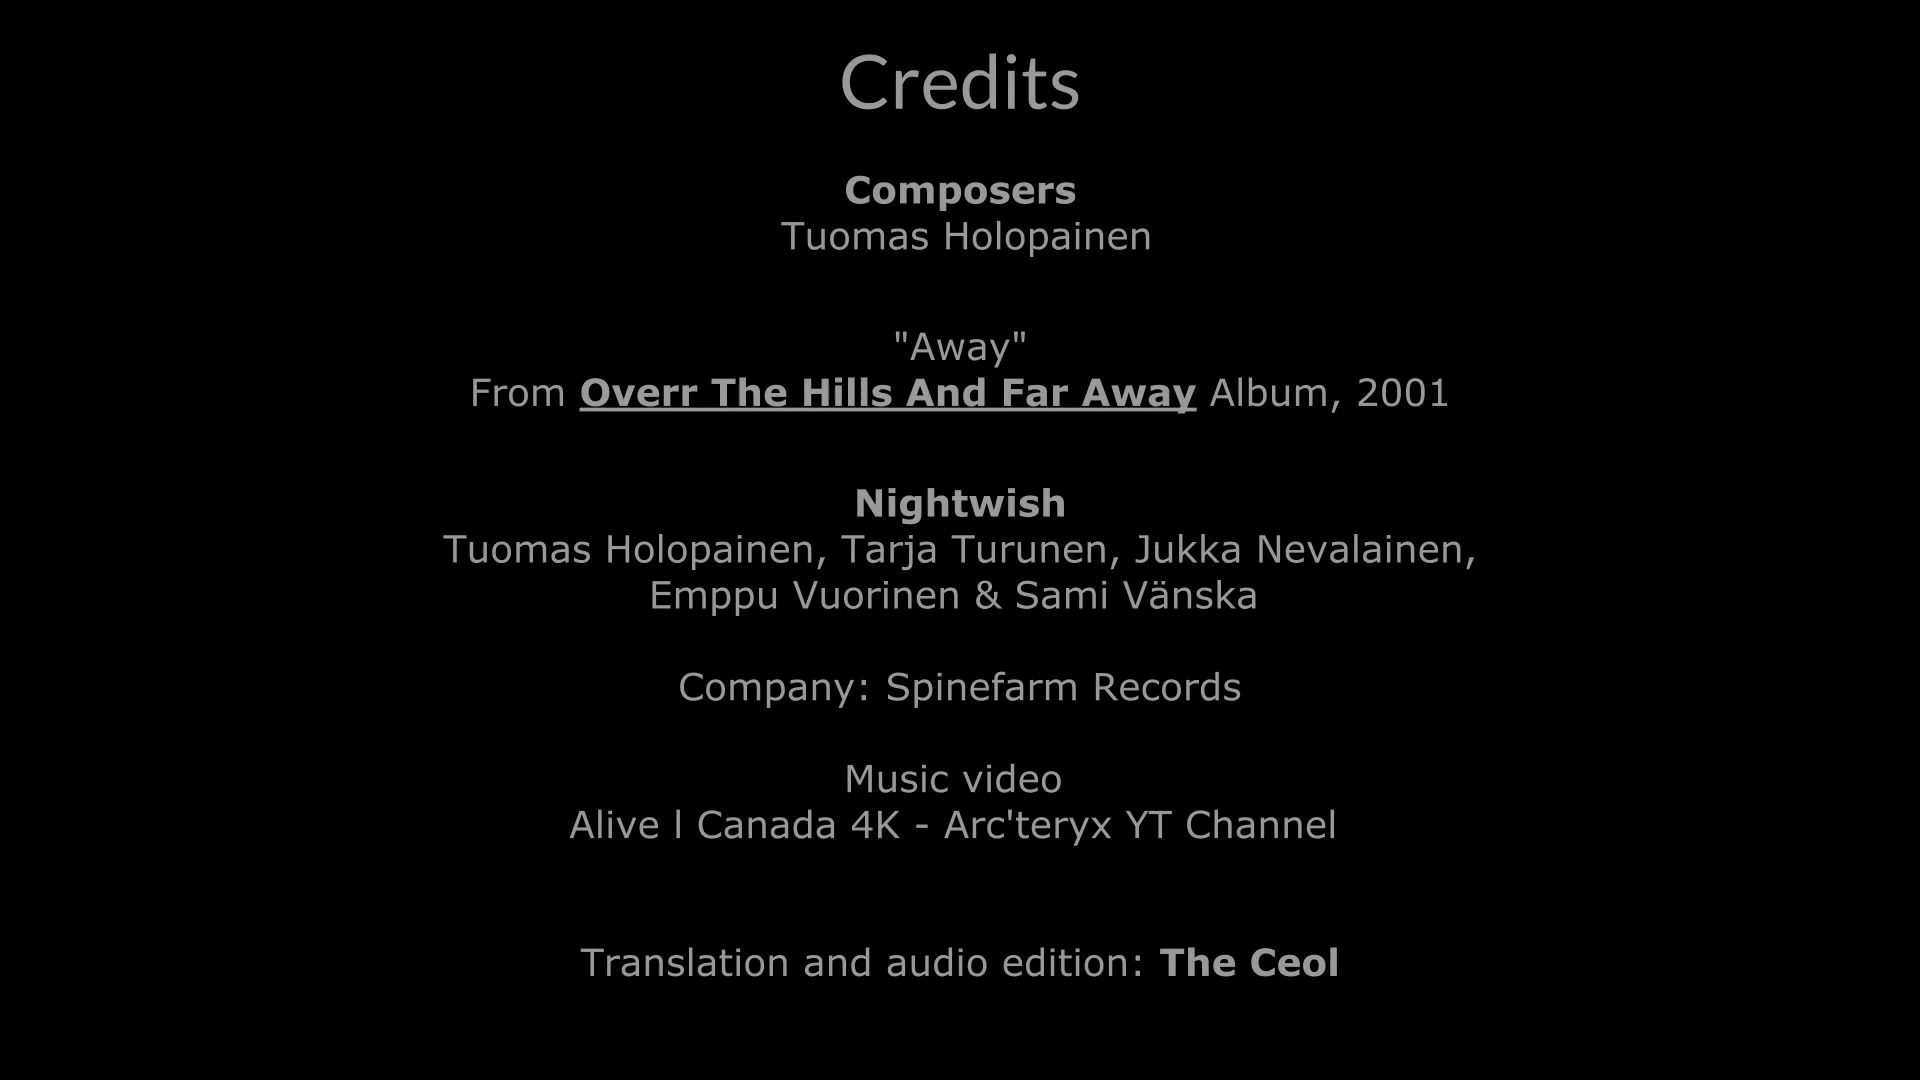 Credits
Composers
Tuomas Holopainen
"Away"
From Overr The Hills And Far Away Album, 2001
Nightwish
Tuomas Holopainen, Tarja Turunen, Jukka Nevalainen,
Emppu Vuorinen & Sami Vänska
Company: Spinefarm Records
Music video
Alive l Canada 4K - Arc'teryx YT Channel
Translation and audio edition: The Ceol